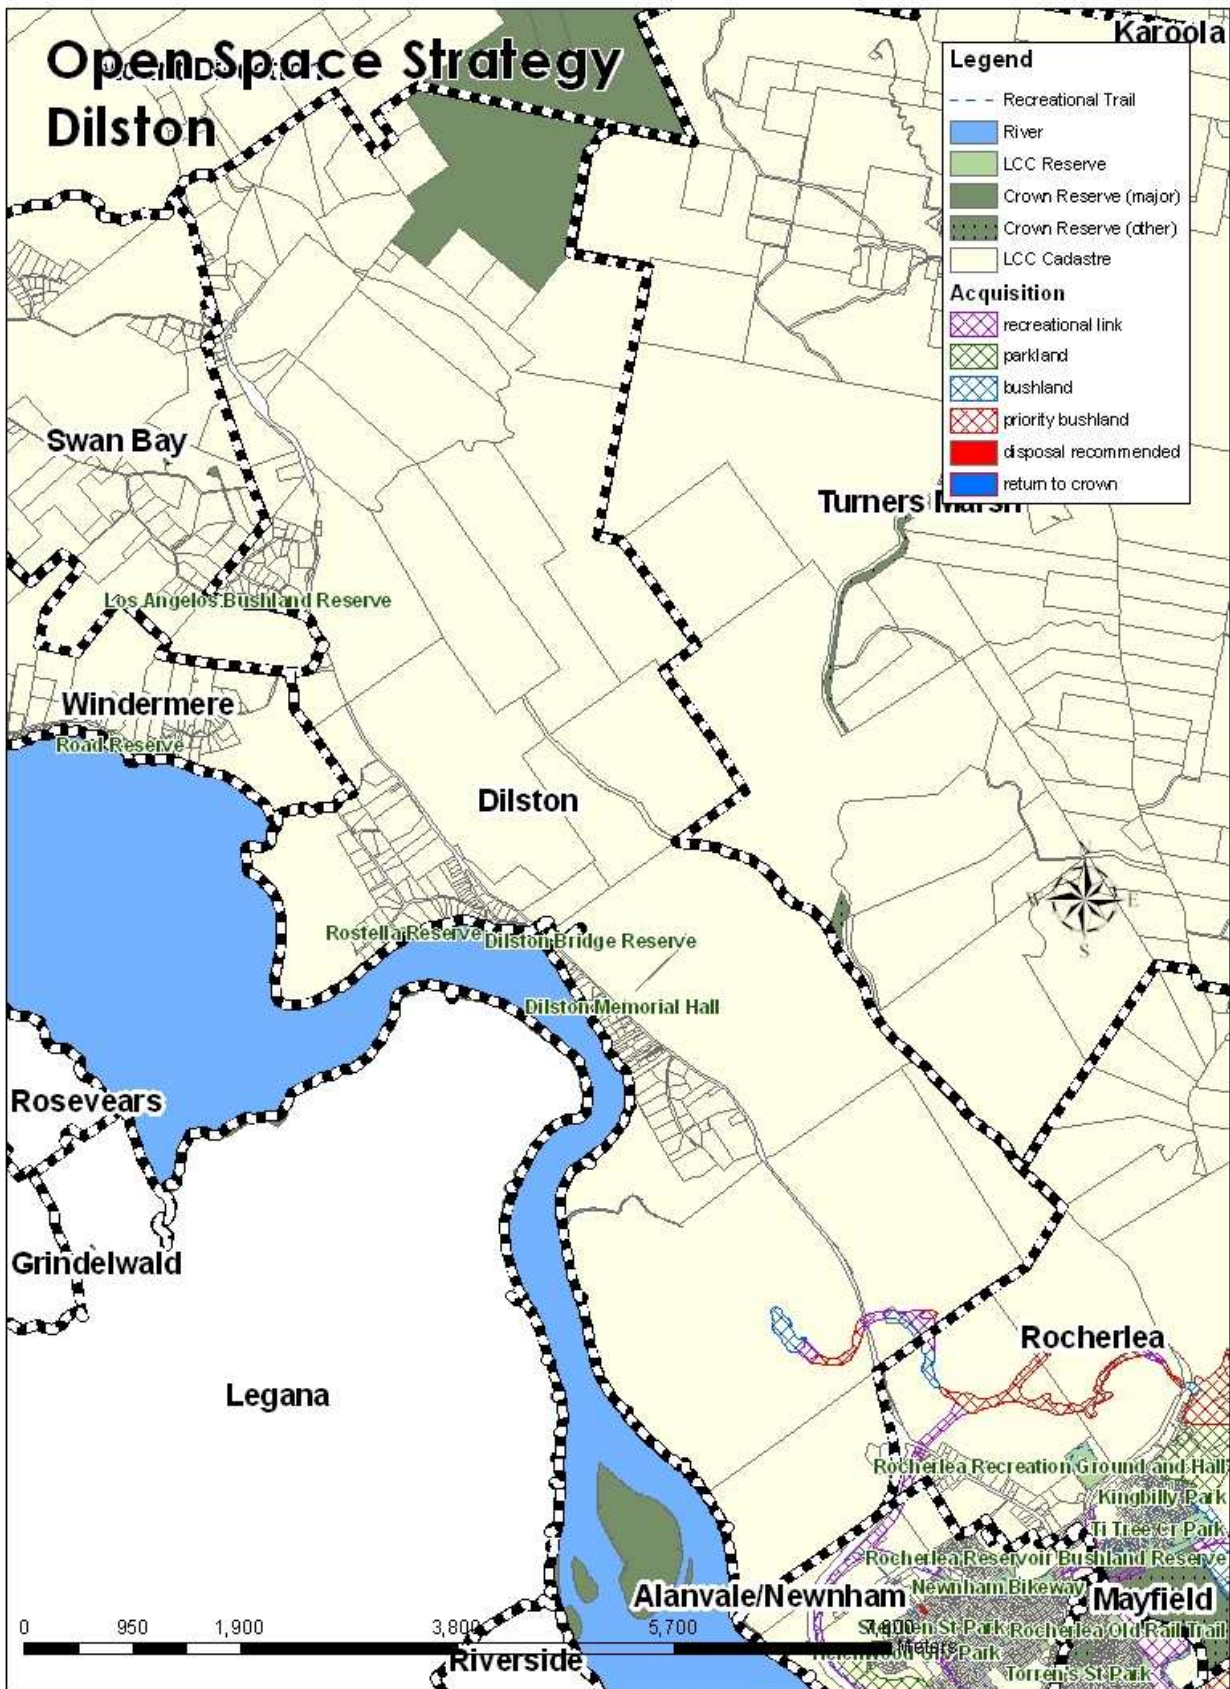 Open Space Strategy
Dilston
Karoola
Legend
Recreational Trail
River
LCC Reserve
Crown Reserve (major)
Crown Reserve (other)
LCC Cadastre
Acquisition
recreational link
parkland
bushland
priority bushland
disposal recommended
return to crown
Swan Bay
Turners Marsh
Los Angelos Bushland Reserve
Windermere
Road Reserve
Dilston
W E
S
Rostella Reserve
Dilston Bridge Reserve
Dilston Memorial Hall
Rosevears
Grindelwald
Rocherlea
Legana
Rocherlea Recreation Ground and Hall
Kingbilly Park
Ti Tree Cr Park
Rocherlea Reservoir Bushland Reserve
Newnham Bikeway
Alanvale/Newnham
Mayfield
0 950 1,900 3,800 5,700 7,600
Meters
Rocherlea Old Rail Trail
Riverside
Torren's St Park